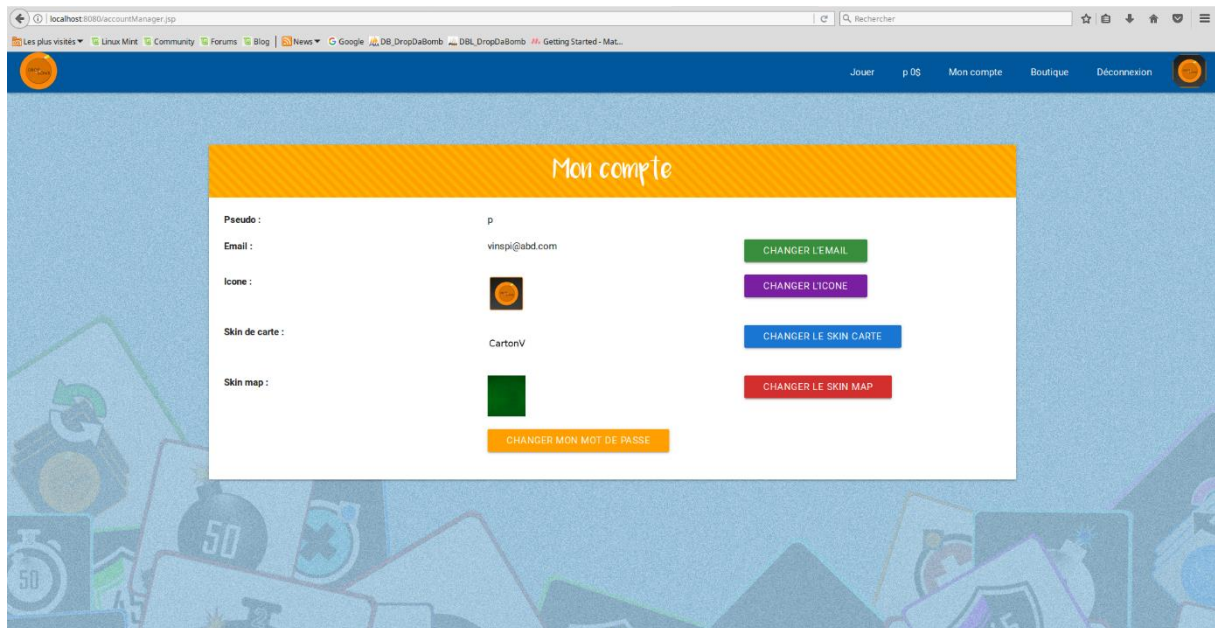 localhost:8080/accountManager.jsp
Rechercher
Les plus visités Linux Mint Community Forums Blog News Google DB_DropDaBomb DBL_DropDaBomb Getting Started - Mat...
Jouer p 0$ Mon compte Boutique Déconnexion
Mon compte
Pseudo : p
Email : vinspi@abd.com CHANGER L'EMAIL
Icone : CHANGER L'ICONE
Skin de carte : CartonV CHANGER LE SKIN CARTE
Skin map : CHANGER LE SKIN MAP
CHANGER MON MOT DE PASSE
50
50
45
45